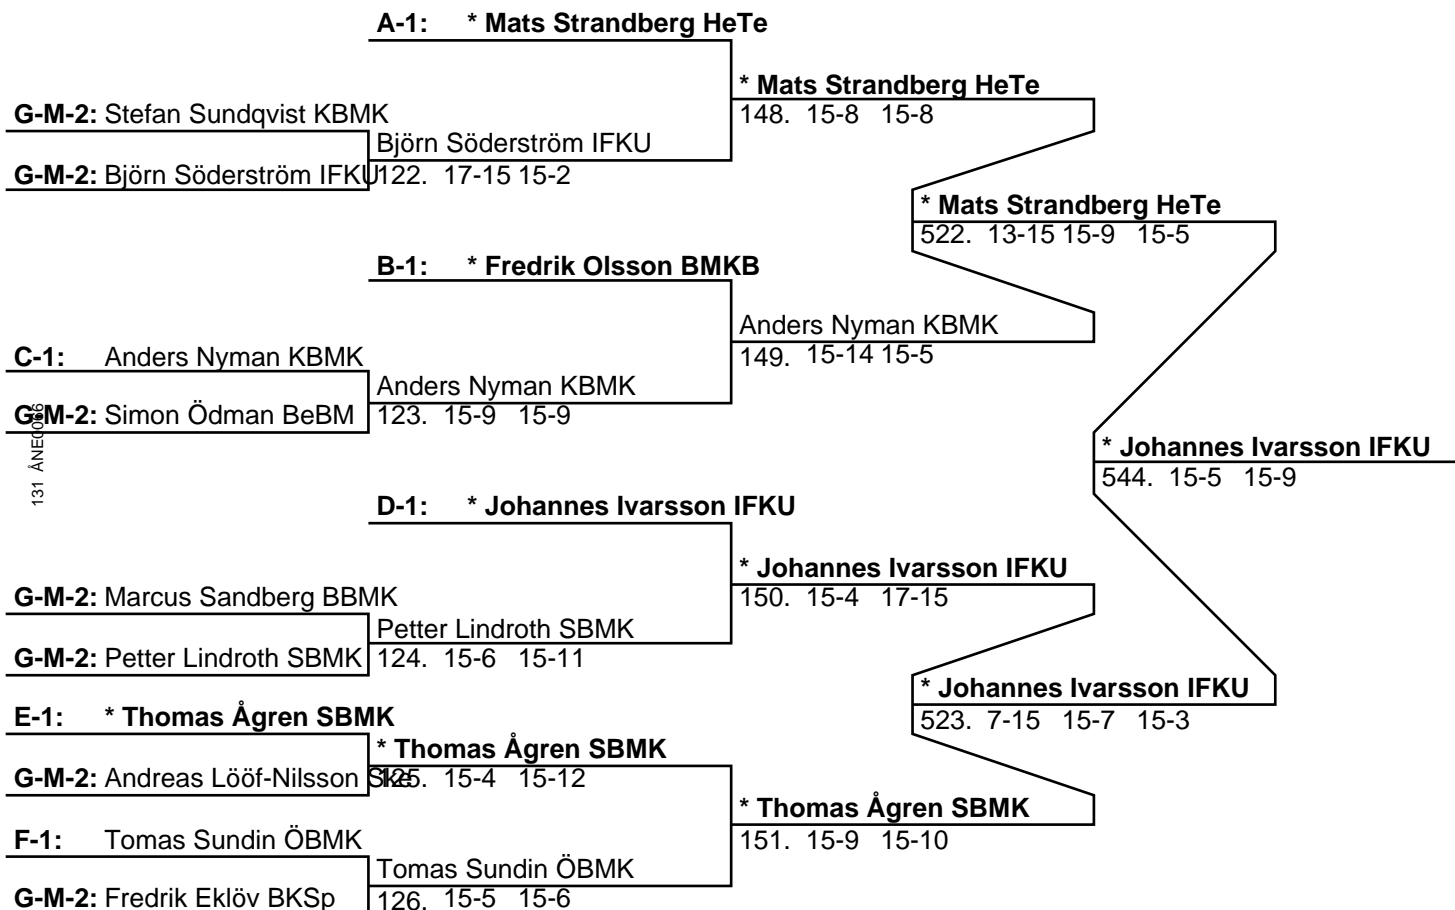 A-1: * Mats Strandberg HeTe
* Mats Strandberg HeTe
G-M-2: Stefan Sundqvist KBMK
148. 15-8 15-8
Björn Söderström IFKU
G-M-2: Björn Söderström IFKU
122. 17-15 15-2
* Mats Strandberg HeTe
522. 13-15 15-9 15-5
B-1: * Fredrik Olsson BMKB
Anders Nyman KBMK
C-1: Anders Nyman KBMK
149. 15-14 15-5
Anders Nyman KBMK
G-M-2: Simon Ödman BeBM
123. 15-9 15-9
131 ÅNE0066
* Johannes Ivarsson IFKU
544. 15-5 15-9
D-1: * Johannes Ivarsson IFKU
* Johannes Ivarsson IFKU
G-M-2: Marcus Sandberg BBMK
150. 15-4 17-15
Petter Lindroth SBMK
G-M-2: Petter Lindroth SBMK
124. 15-6 15-11
* Johannes Ivarsson IFKU
523. 7-15 15-7 15-3
E-1: * Thomas Ågren SBMK
* Thomas Ågren SBMK
G-M-2: Andreas Lööf-Nilsson Ske
125. 15-4 15-12
* Thomas Ågren SBMK
151. 15-9 15-10
F-1: Tomas Sundin ÖBMK
Tomas Sundin ÖBMK
G-M-2: Fredrik Eklöv BKSp
126. 15-5 15-6